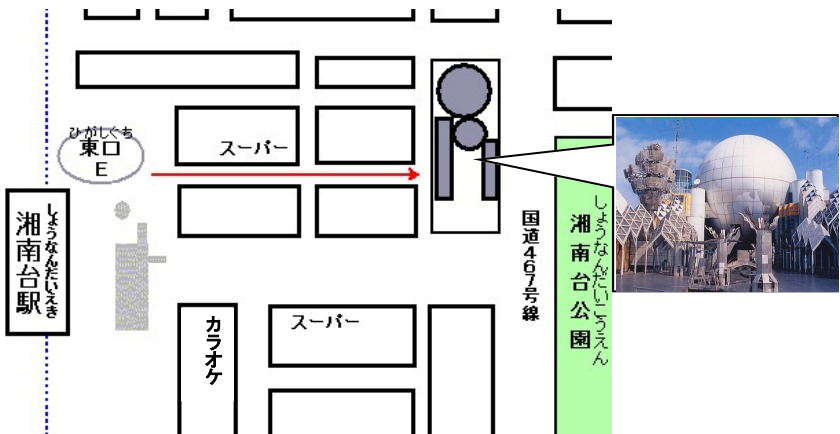 ひがしぐち
東口
E
スーパー
しょうなんだいえき
湘南台駅
カラオケ
スーパー
国道467号線
しょうなんだいこうえん
湘南台公園